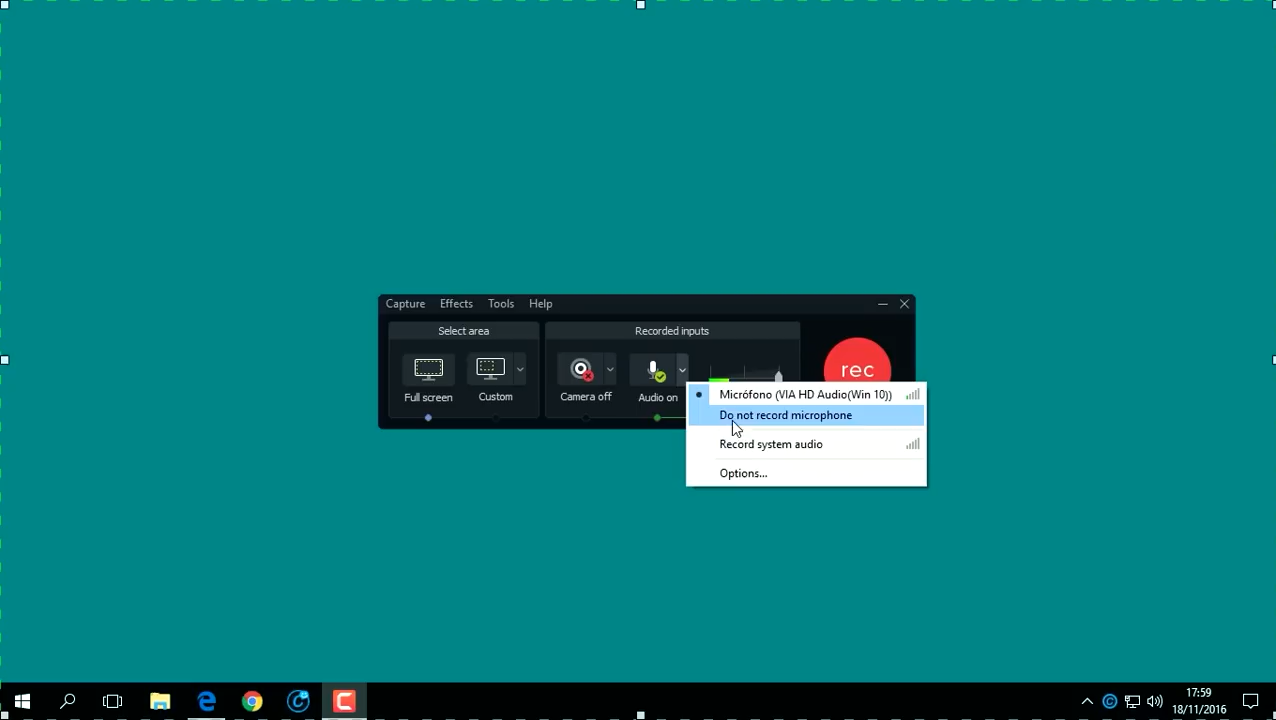 Capture Effects Tools Help
Select area
Recorded inputs
Full screen
Custom
Camera off
Audio on
rec
Micrófono (VIA HD Audio(Win 10))
Do not record microphone
Record system audio
Options...
17:59
18/11/2016